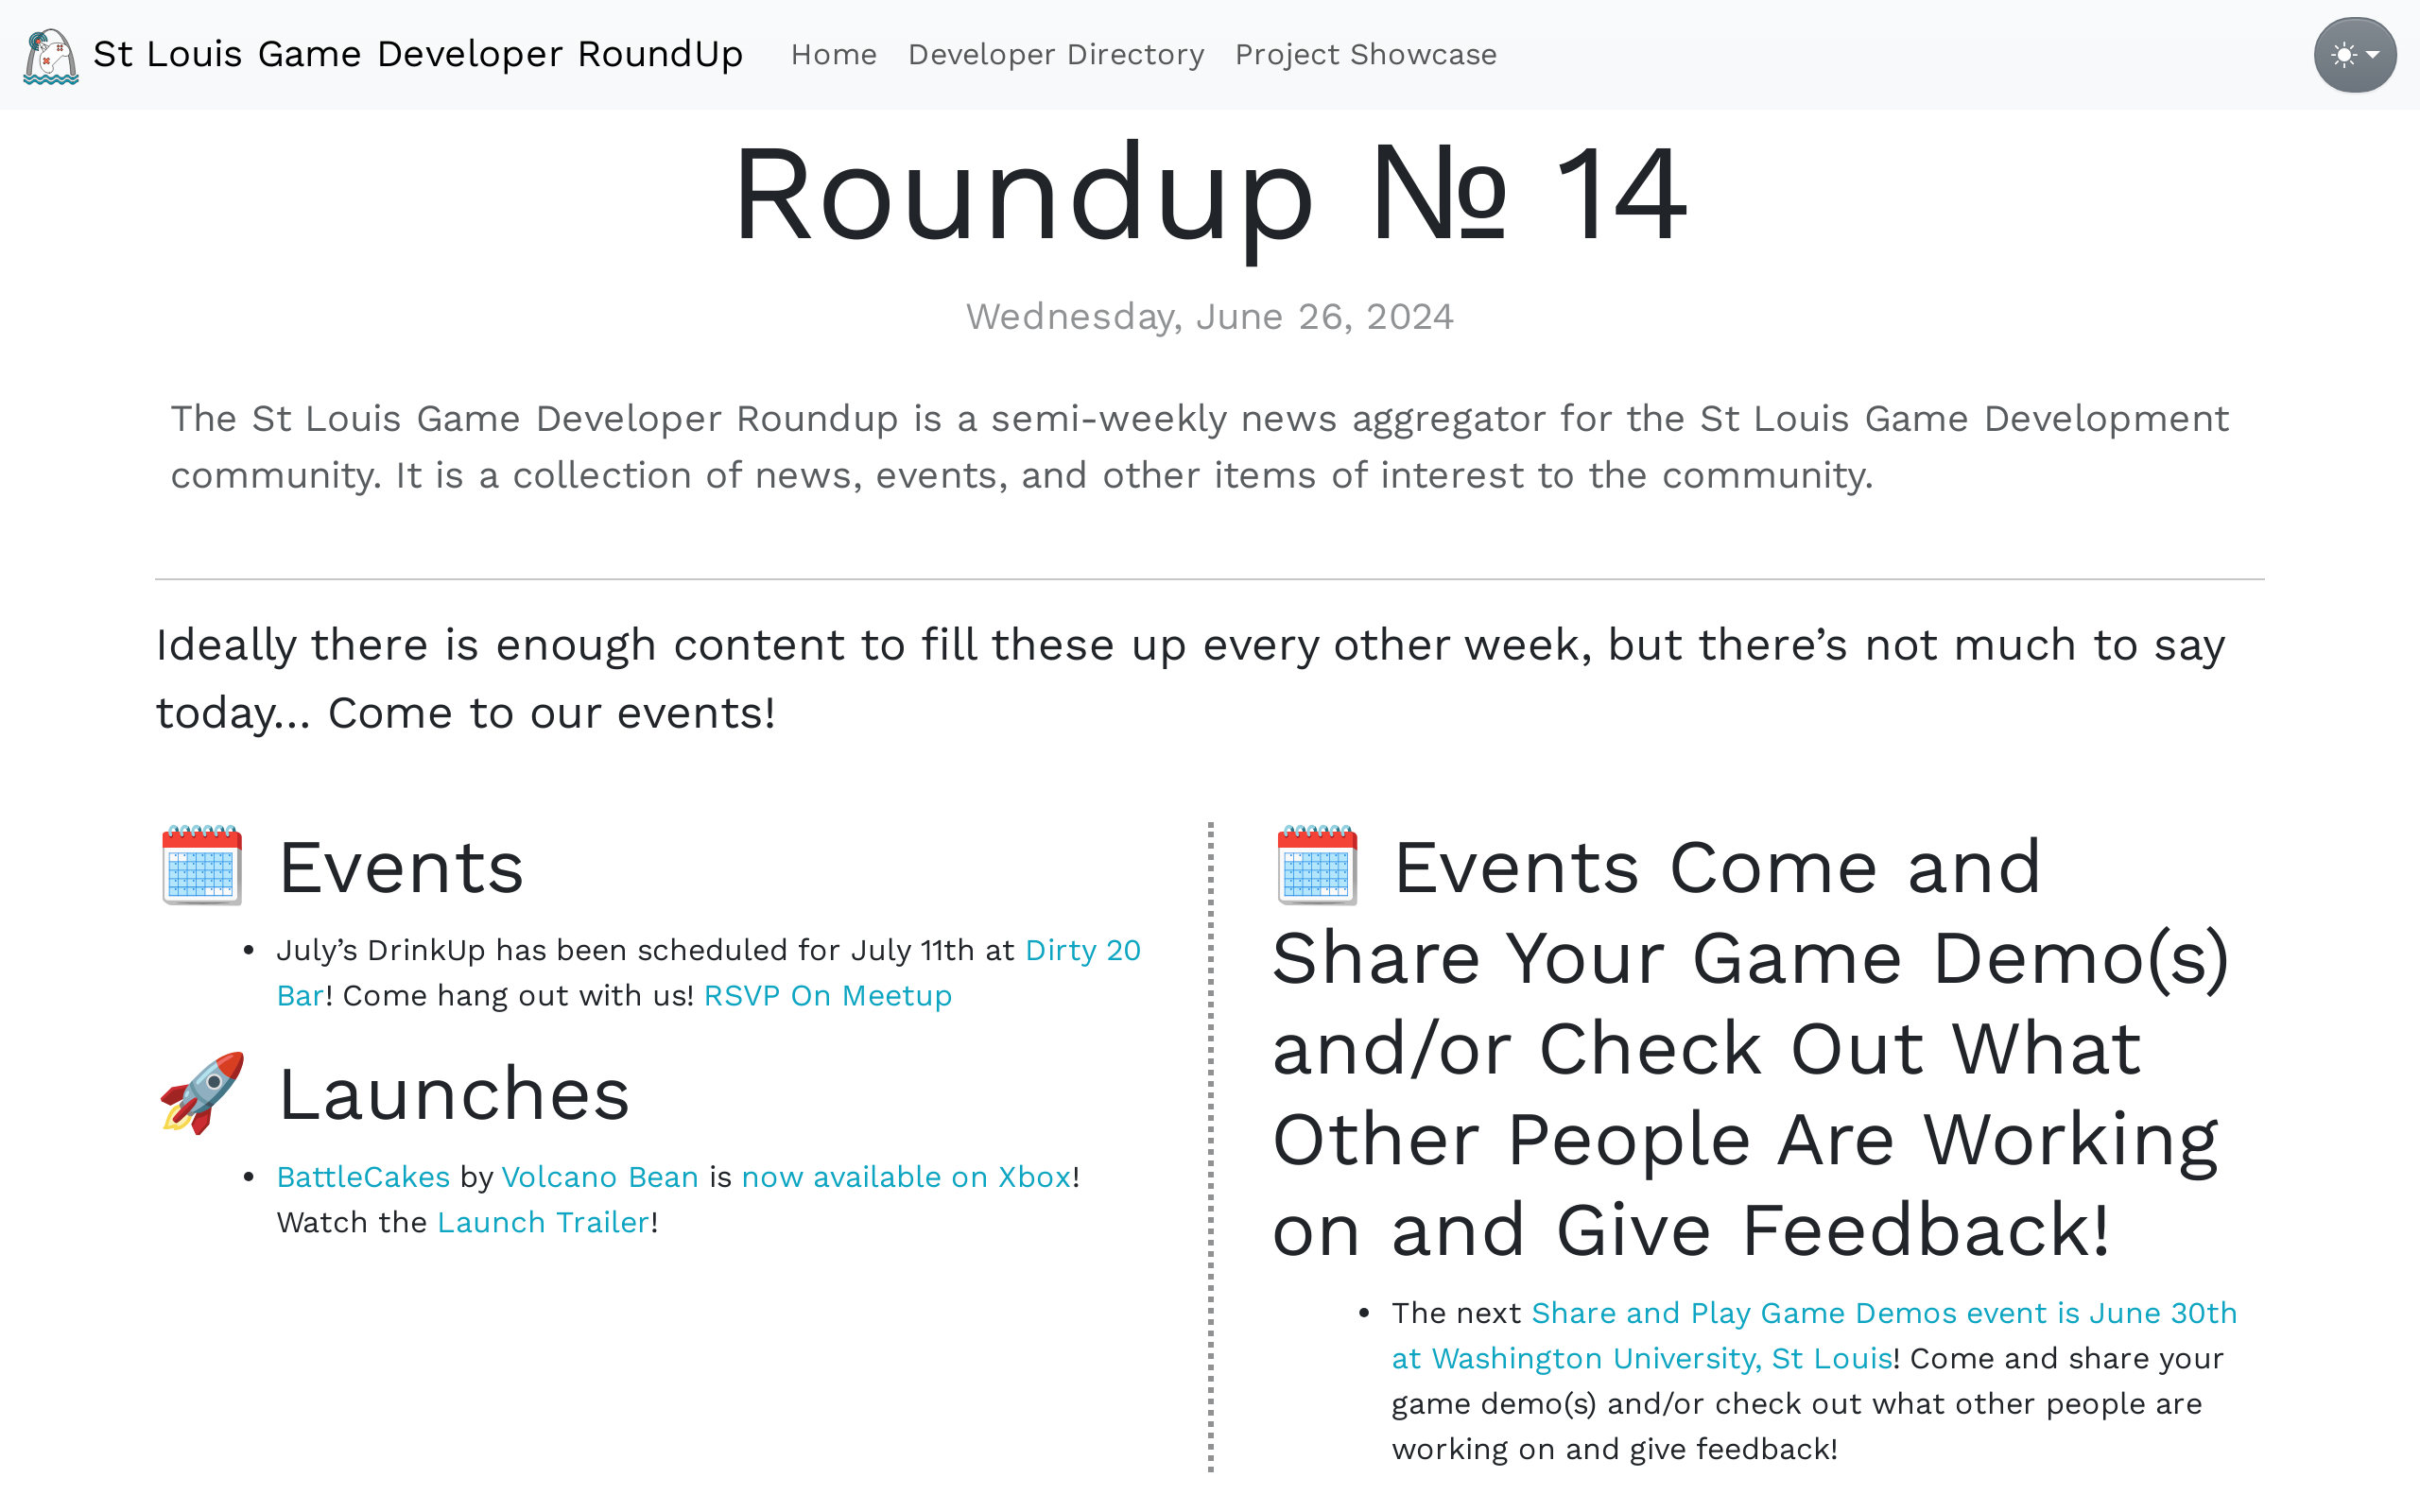 St Louis Game Developer RoundUp
Home
Developer Directory
Project Showcase
Roundup № 14
Wednesday, June 26, 2024
The St Louis Game Developer Roundup is a semi-weekly news aggregator for the St Louis Game Development
community. It is a collection of news, events, and other items of interest to the community.
Ideally there is enough content to fill these up every other week, but there’s not much to say
today… Come to our events!
🗓️ Events
• July’s DrinkUp has been scheduled for July 11th at Dirty 20
Bar! Come hang out with us! RSVP On Meetup
🚀 Launches
• BattleCakes by Volcano Bean is now available on Xbox!
Watch the Launch Trailer!
🗓️ Events Come and
Share Your Game Demo(s)
and/or Check Out What
Other People Are Working
on and Give Feedback!
• The next Share and Play Game Demos event is June 30th
at Washington University, St Louis! Come and share your
game demo(s) and/or check out what other people are
working on and give feedback!